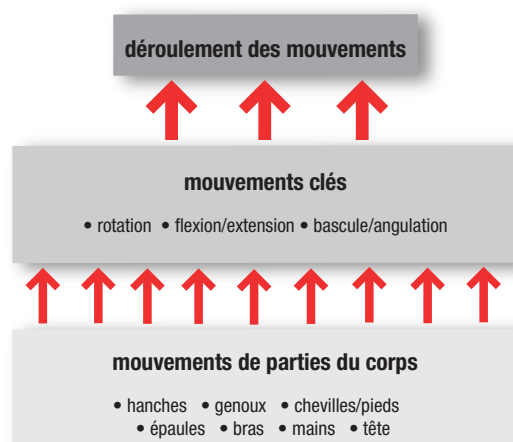 déroulement des mouvements
mouvements clés
• rotation • flexion/extension • bascule/angulation
mouvements de parties du corps
• hanches • genoux • chevilles/pieds
• épaules • bras • mains • tête